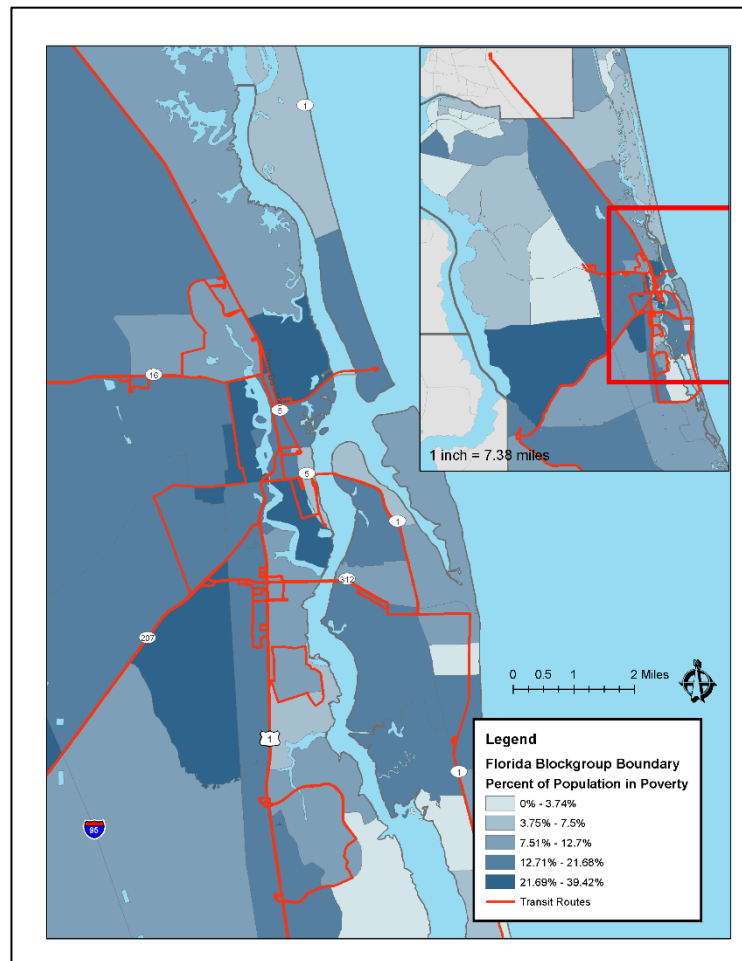 1
16
5
5
1
312
207
1
1
95
1 inch = 7.38 miles
0 0.5 1 2 Miles
Legend
Florida Blockgroup Boundary
Percent of Population in Poverty
0% - 3.74%
3.75% - 7.5%
7.51% - 12.7%
12.71% - 21.68%
21.69% - 39.42%
Transit Routes